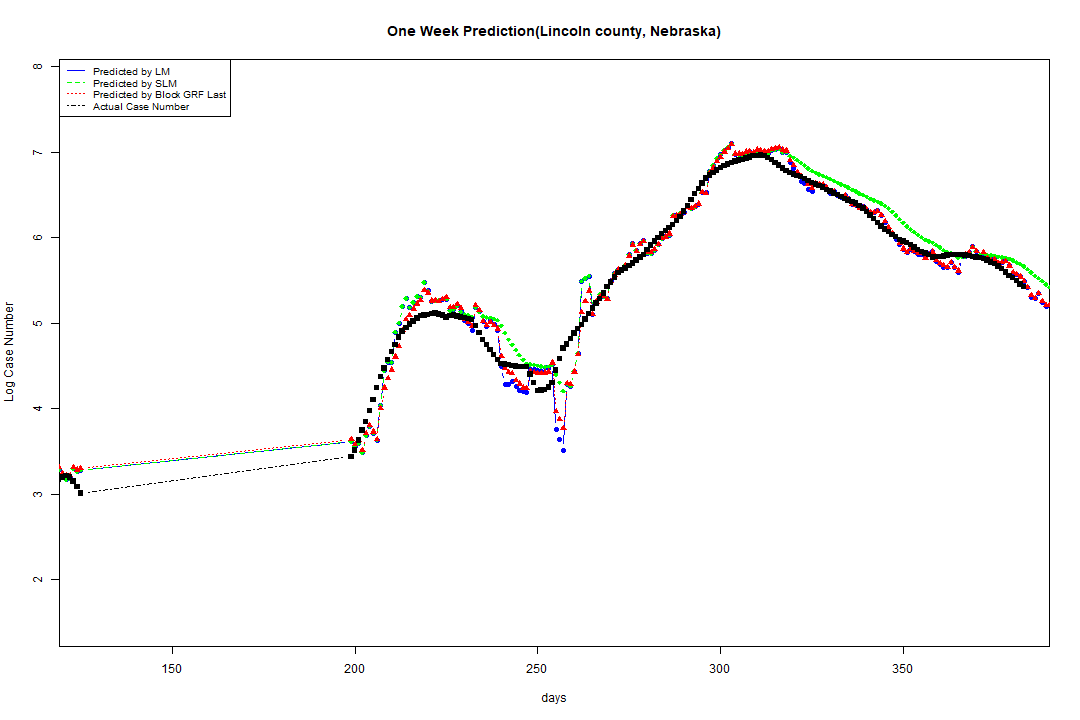 One Week Prediction(Lincoln county, Nebraska)
Predicted by LM
Predicted by SLM
Predicted by Block GRF Last
Actual Case Number
8
7
6
5
4
3
2
Log Case Number
150 200 250 300 350
days